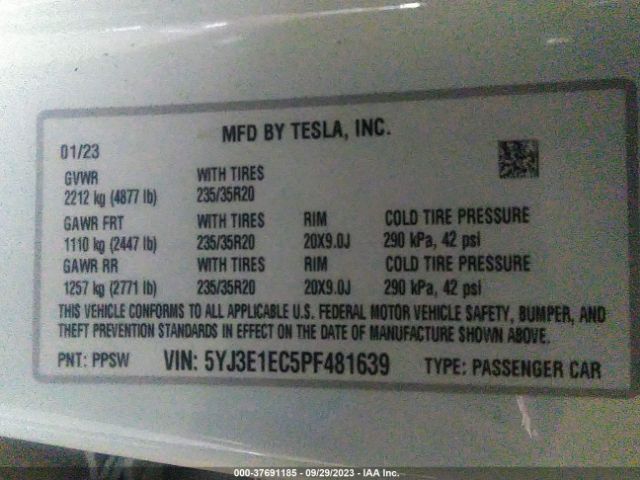 MFD BY TESLA, INC.
01/23
GVWR WITH TIRES
2212 kg (4877 lb) 235/35R20
GAWR FRT WITH TIRES RIM COLD TIRE PRESSURE
1110 kg (2447 lb) 235/35R20 20X9.0J 290 kPa, 42 psi
GAWR RR WITH TIRES RIM COLD TIRE PRESSURE
1257 kg (2771 lb) 235/35R20 20X9.0J 290 kPa, 42 psi
THIS VEHICLE CONFORMS TO ALL APPLICABLE U.S. FEDERAL MOTOR VEHICLE SAFETY, BUMPER, AND
THEFT PREVENTION STANDARDS IN EFFECT ON THE DATE OF MANUFACTURE SHOWN ABOVE.
PNT: PPSW VIN: 5YJ3E1EC5PF481639 TYPE: PASSENGER CAR
000-37691185 - 09/29/2023 - IAA Inc.